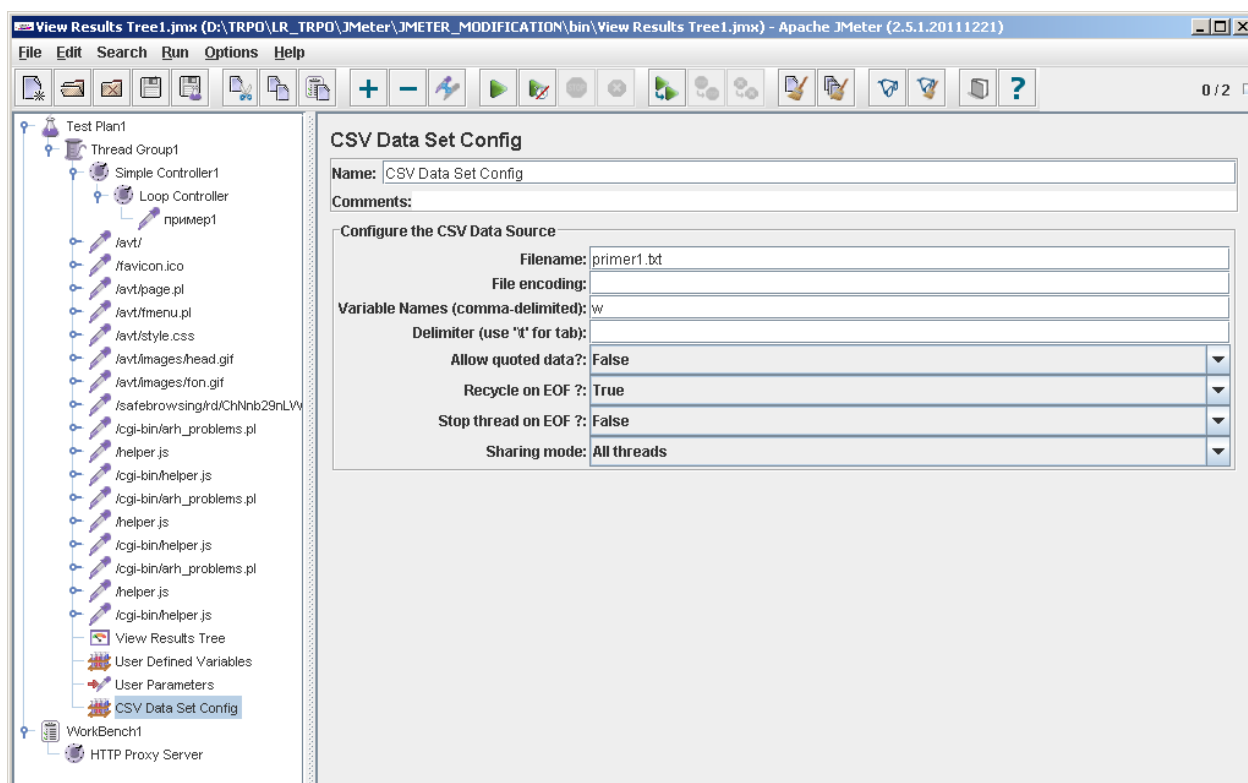 View Results Tree1.jmx (D:\TRPO\LR_TRPO\JMeter\JMETER_MODIFICATION\bin\View Results Tree1.jmx) - Apache JMeter (2.5.1.20111221)
File Edit Search Run Options Help
0 / 2
Test Plan1
Thread Group1
Simple Controller1
Loop Controller
пример1
/avt/
/favicon.ico
/avt/page.pl
/avt/fmenu.pl
/avt/style.css
/avt/images/head.gif
/avt/images/fon.gif
/safebrowsing/rd/ChNnb29nLW
/cgi-bin/arh_problems.pl
/helper.js
/cgi-bin/helper.js
/cgi-bin/arh_problems.pl
/helper.js
/cgi-bin/helper.js
/cgi-bin/arh_problems.pl
/helper.js
/cgi-bin/helper.js
View Results Tree
User Defined Variables
User Parameters
CSV Data Set Config
WorkBench1
HTTP Proxy Server
CSV Data Set Config
Name: CSV Data Set Config
Comments:
Configure the CSV Data Source
Filename: primer1.txt
File encoding:
Variable Names (comma-delimited): w
Delimiter (use '\t' for tab):
Allow quoted data?: False
Recycle on EOF ?: True
Stop thread on EOF ?: False
Sharing mode: All threads